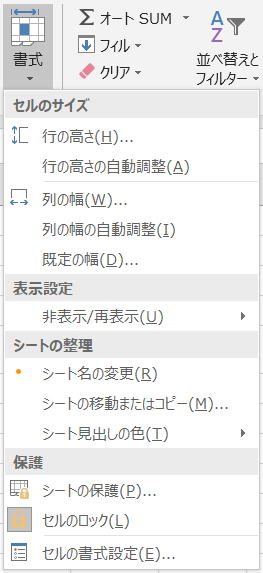 Σ オート SUM
フィル
クリア
書式
A
Z
並べ替えと
フィルター
セルのサイズ
行の高さ(H)...
行の高さの自動調整(A)
列の幅(W)...
列の幅の自動調整(I)
既定の幅(D)...
表示設定
非表示/再表示(U)
シートの整理
シート名の変更(R)
シートの移動またはコピー(M)...
シート見出しの色(T)
保護
シートの保護(P)...
セルのロック(L)
セルの書式設定(E)...